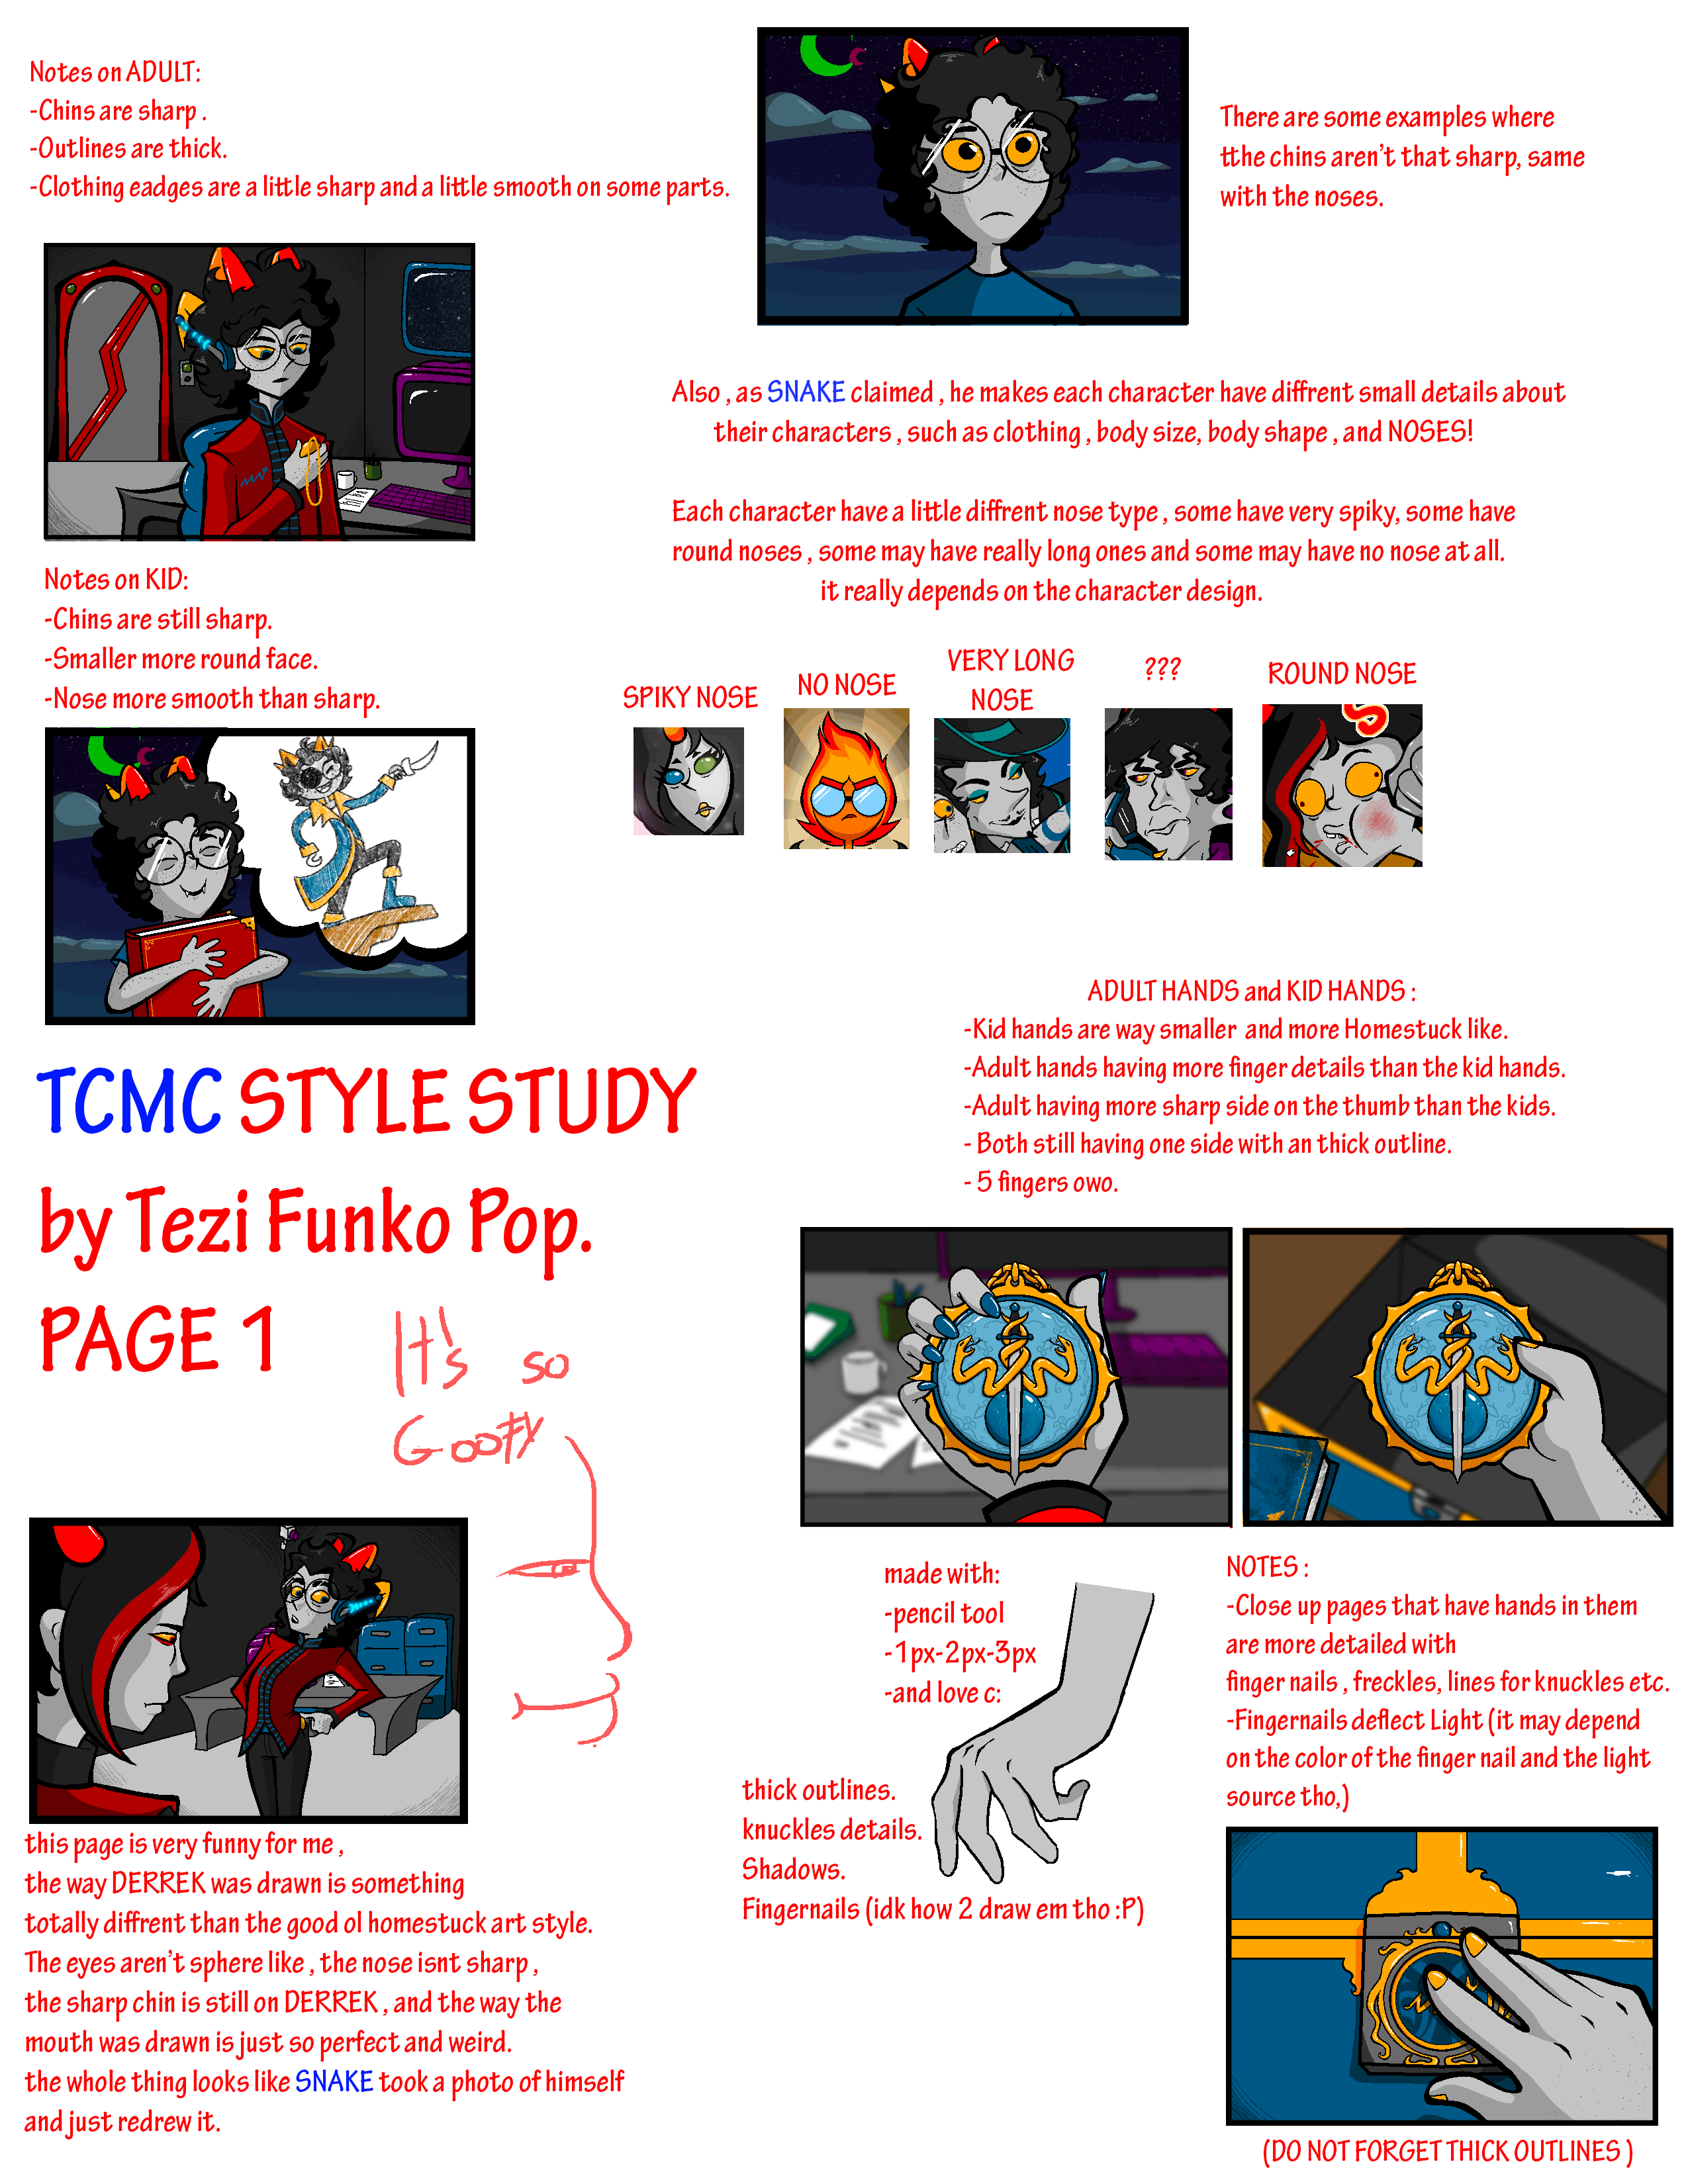 Notes on ADULT:
-Chins are sharp .
-Outlines are thick.
-Clothing eadges are a little sharp and a little smooth on some parts.
There are some examples where
tthe chins aren't that sharp, same
with the noses.
Also , as SNAKE claimed , he makes each character have diffrent small details about
their characters , such as clothing , body size, body shape , and NOSES!
Each character have a little diffrent nose type , some have very spiky, some have
round noses , some may have really long ones and some may have no nose at all.
it really depends on the character design.
Notes on KID:
-Chins are still sharp.
-Smaller more round face.
-Nose more smooth than sharp.
SPIKY NOSE
NO NOSE
VERY LONG
NOSE
???
ROUND NOSE
S
TCMC STYLE STUDY
by Tezi Funko Pop.
PAGE 1
It's so
Goofy
ADULT HANDS and KID HANDS :
-Kid hands are way smaller and more Homestuck like.
-Adult hands having more finger details than the kid hands.
-Adult having more sharp side on the thumb than the kids.
- Both still having one side with an thick outline.
- 5 fingers owo.
this page is very funny for me ,
the way DERREK was drawn is something
totally diffrent than the good ol homestuck art style.
The eyes aren't sphere like , the nose isnt sharp ,
the sharp chin is still on DERREK , and the way the
mouth was drawn is just so perfect and weird.
the whole thing looks like SNAKE took a photo of himself
and just redrew it.
made with:
-pencil tool
-1px-2px-3px
-and love c:
thick outlines.
knuckles details.
Shadows.
Fingernails (idk how 2 draw em tho :P)
NOTES :
-Close up pages that have hands in them
are more detailed with
finger nails , freckles, lines for knuckles etc.
-Fingernails deflect Light (it may depend
on the color of the finger nail and the light
source tho,)
(DO NOT FORGET THICK OUTLINES )